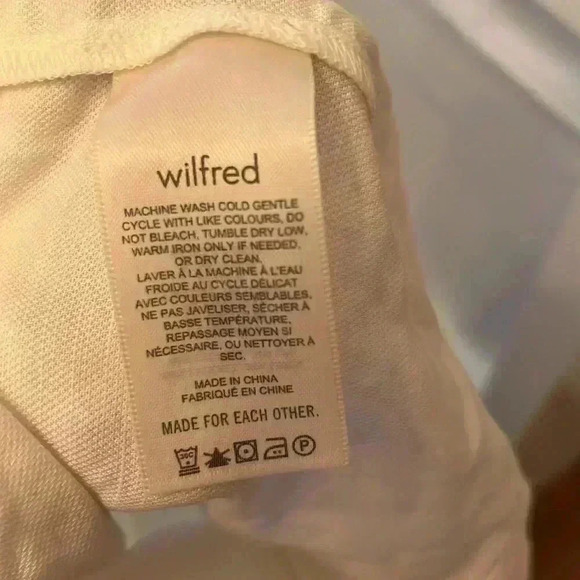 wilfred
MACHINE WASH COLD GENTLE
CYCLE WITH LIKE COLOURS, DO
NOT BLEACH, TUMBLE DRY LOW,
WARM IRON ONLY IF NEEDED,
OR DRY CLEAN.
LAVER À LA MACHINE À L'EAU
FROIDE AU CYCLE DÉLICAT
AVEC COULEURS SEMBLABLES,
NE PAS JAVELISER, SÉCHER À
BASSE TEMPÉRATURE,
REPASSAGE MOYEN SI
NÉCESSAIRE, OU NETTOYER À
SEC.
MADE IN CHINA
FABRIQUÉ EN CHINE
MADE FOR EACH OTHER.
30C P